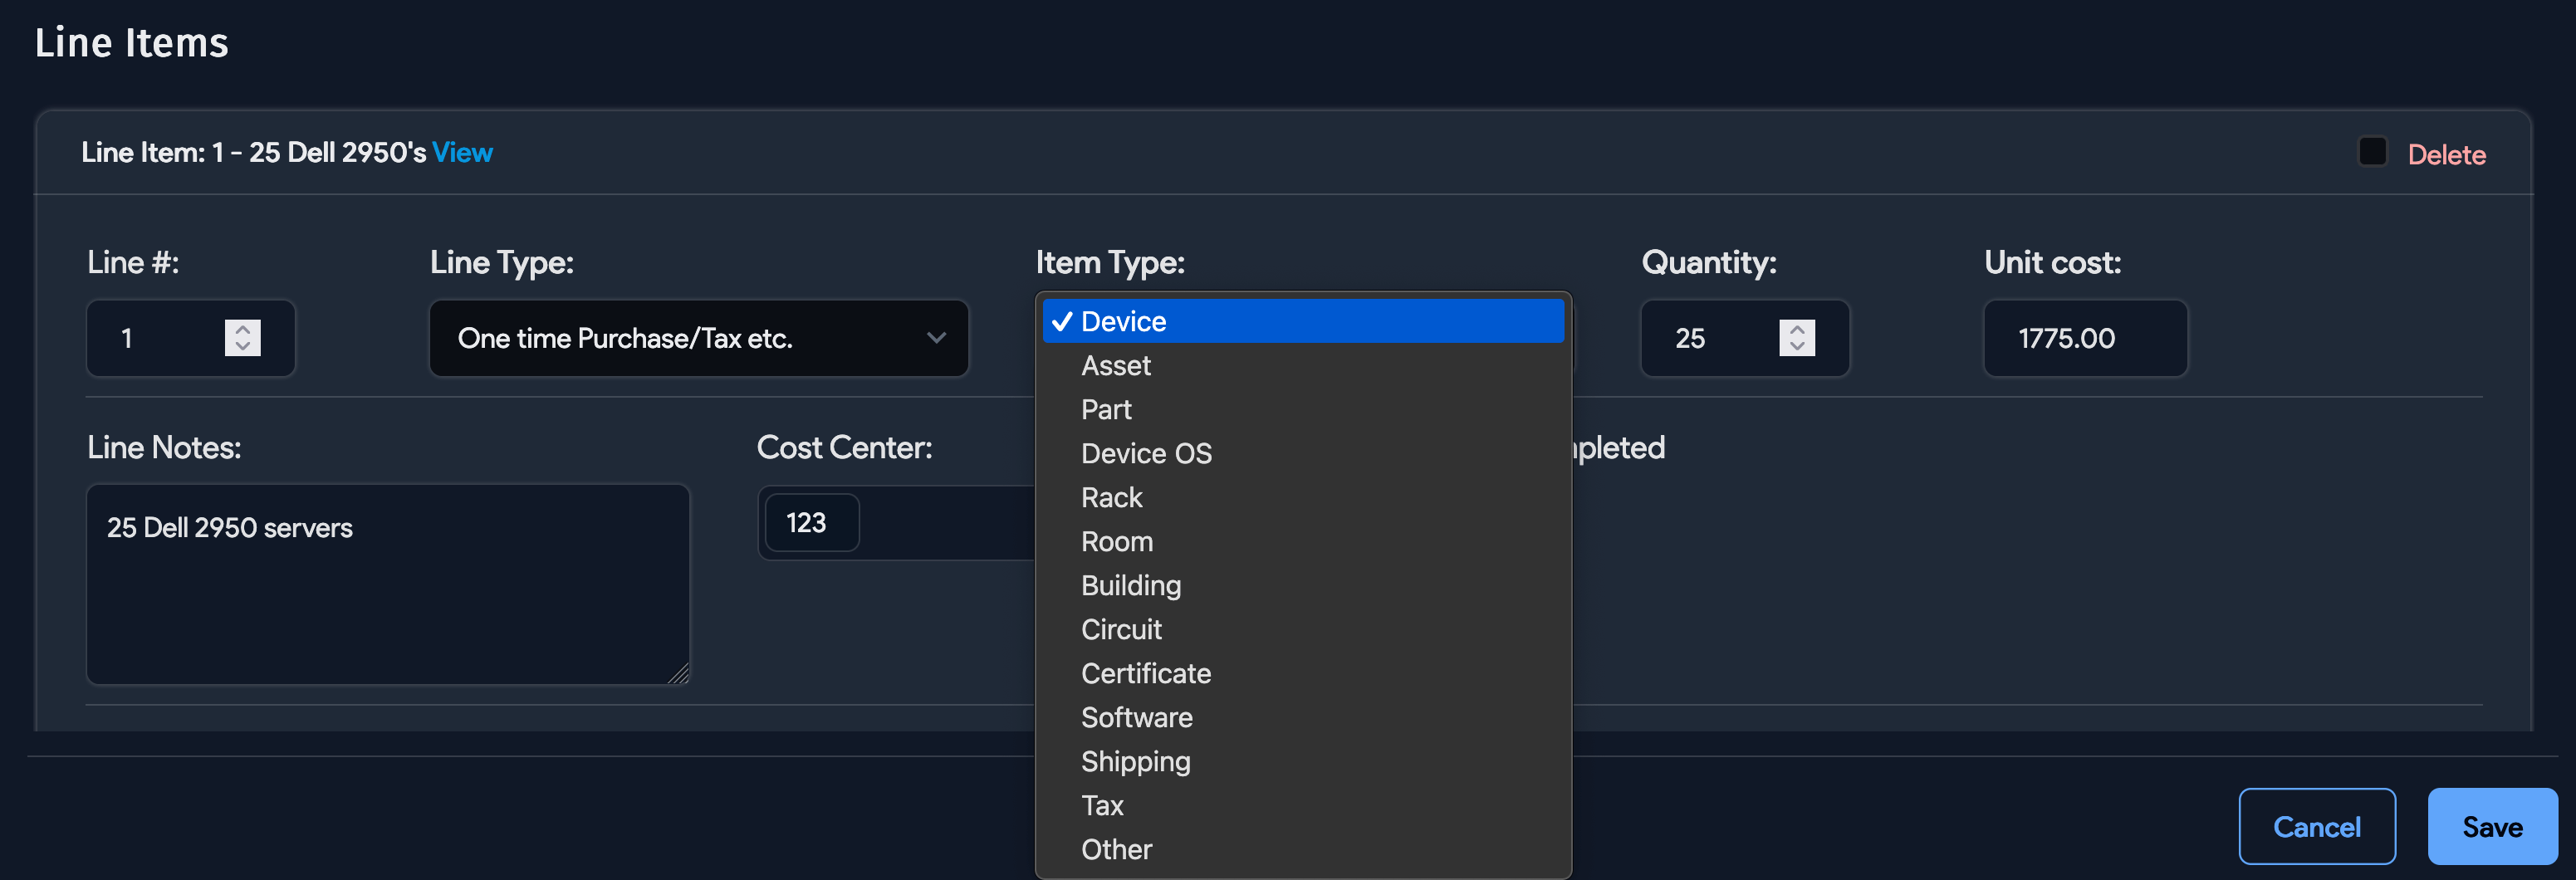 Line Items
Line Item: 1 - 25 Dell 2950's View
Delete
Line #:
Line Type:
Item Type:
Quantity:
Unit cost:
1
One time Purchase/Tax etc.
25
1775.00
Device
Asset
Part
Device OS
Rack
Room
Building
Circuit
Certificate
Software
Shipping
Tax
Other
Line Notes:
Cost Center:
25 Dell 2950 servers
123
Cancel
Save